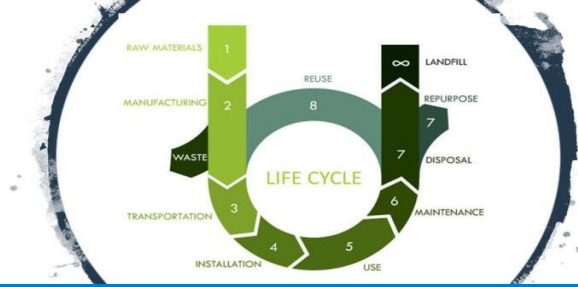 RAW MATERIALS
1
MANUFACTURING
2
WASTE
TRANSPORTATION
3
INSTALLATION
4
5
USE
6
MAINTENANCE
7
DISPOSAL
7
REPURPOSE
∞
LANDFILL
REUSE
8
LIFE CYCLE